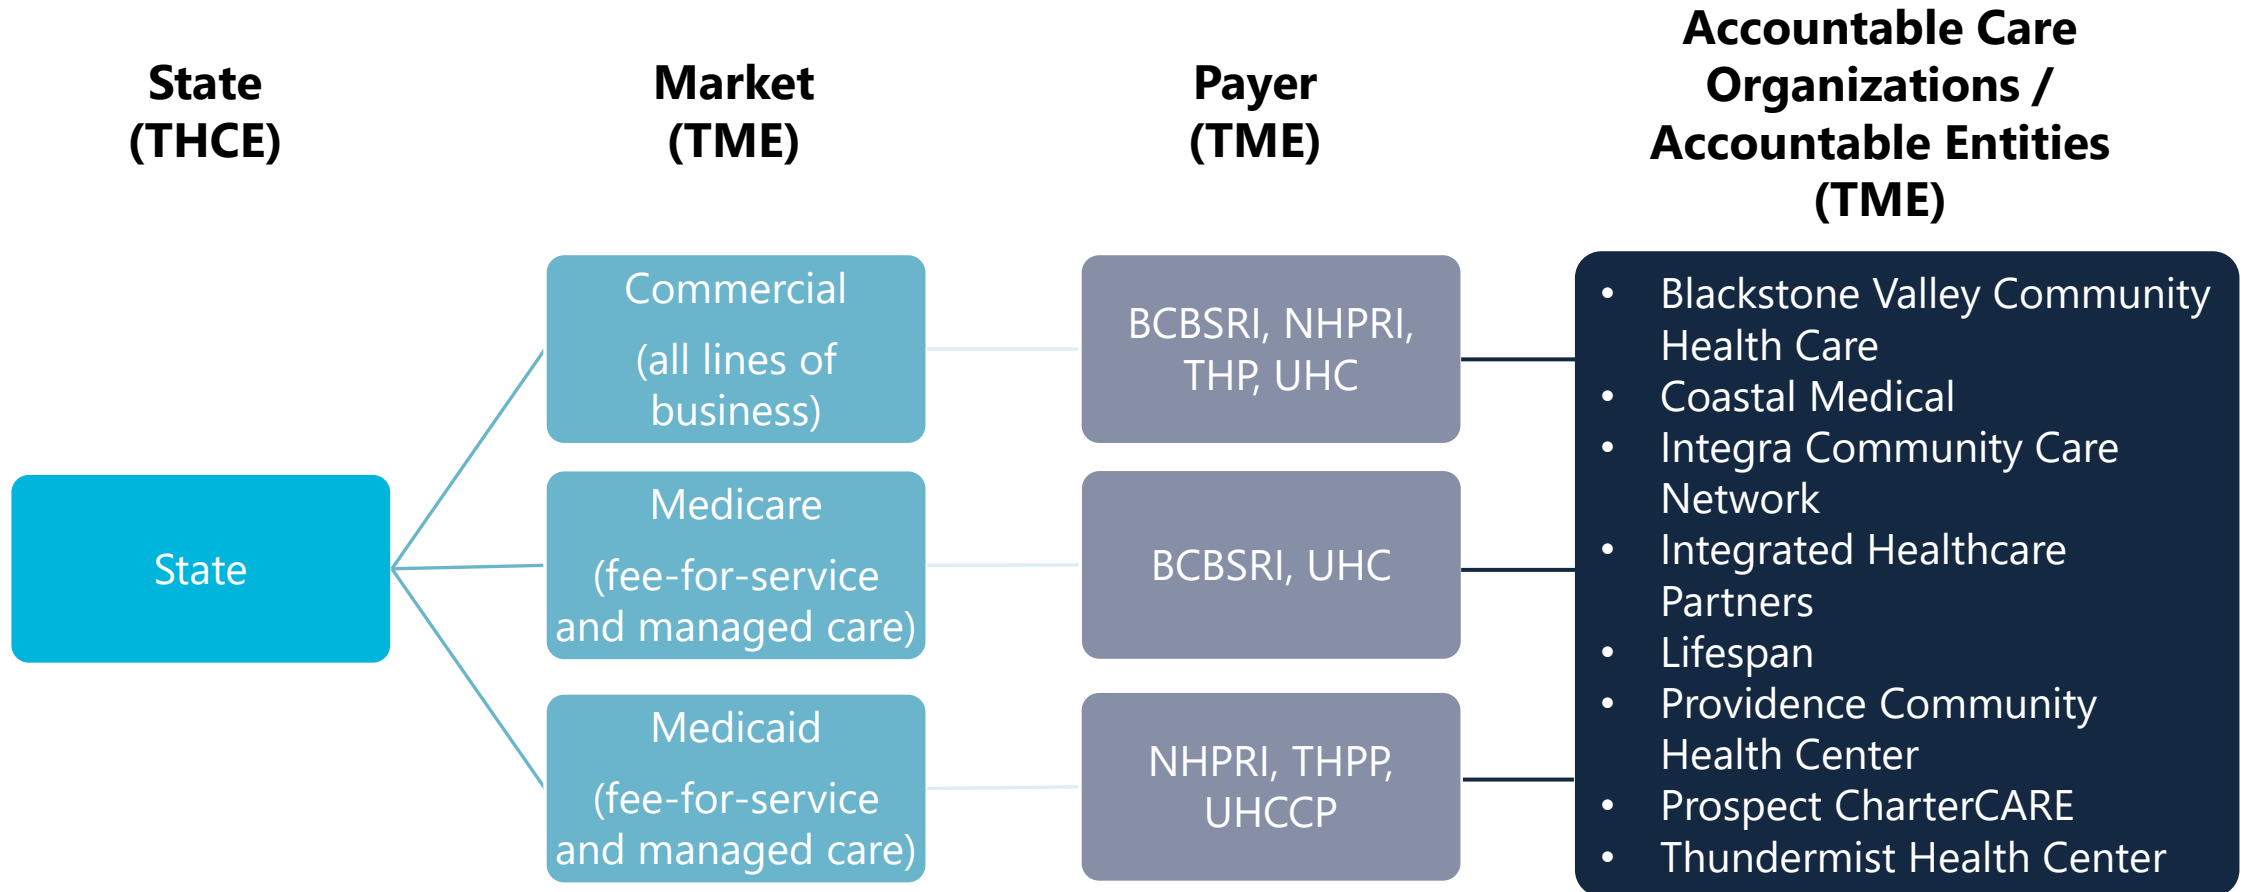 State
(THCE)
Market
(TME)
Payer
(TME)
Accountable Care
Organizations /
Accountable Entities
(TME)
State
Commercial
(all lines of
business)
Medicare
(fee-for-service
and managed care)
Medicaid
(fee-for-service
and managed care)
BCBSRI, NHPRI,
THP, UHC
BCBSRI, UHC
NHPRI, THPP,
UHCCP
• Blackstone Valley Community
Health Care
• Coastal Medical
• Integra Community Care
Network
• Integrated Healthcare
Partners
• Lifespan
• Providence Community
Health Center
• Prospect CharterCARE
• Thundermist Health Center